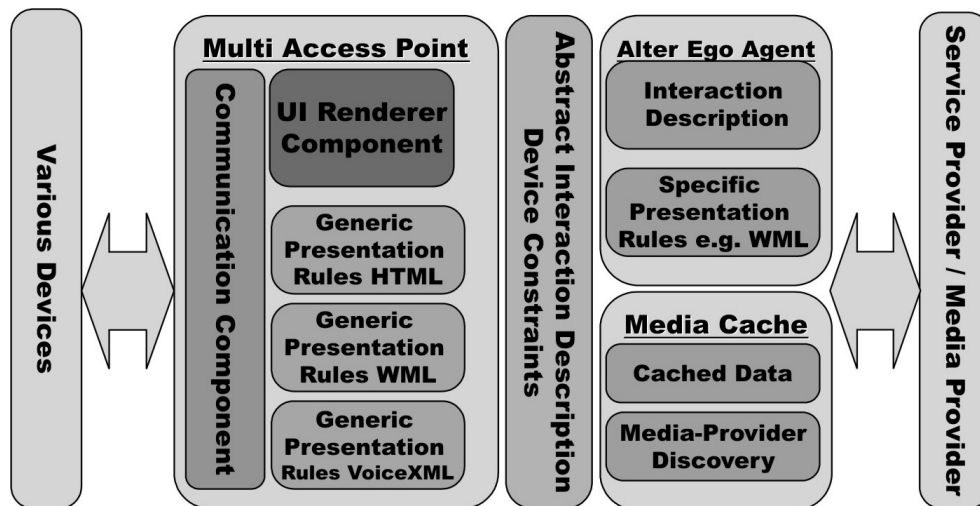 Various Devices
Multi Access Point
Communication Component
UI Renderer
Component
Generic
Presentation
Rules HTML
Generic
Presentation
Rules WML
Generic
Presentation
Rules VoiceXML
Abstract Interaction Description
Device Constraints
Alter Ego Agent
Interaction
Description
Specific
Presentation
Rules e.g. WML
Media Cache
Cached Data
Media-Provider
Discovery
Service Provider / Media Provider